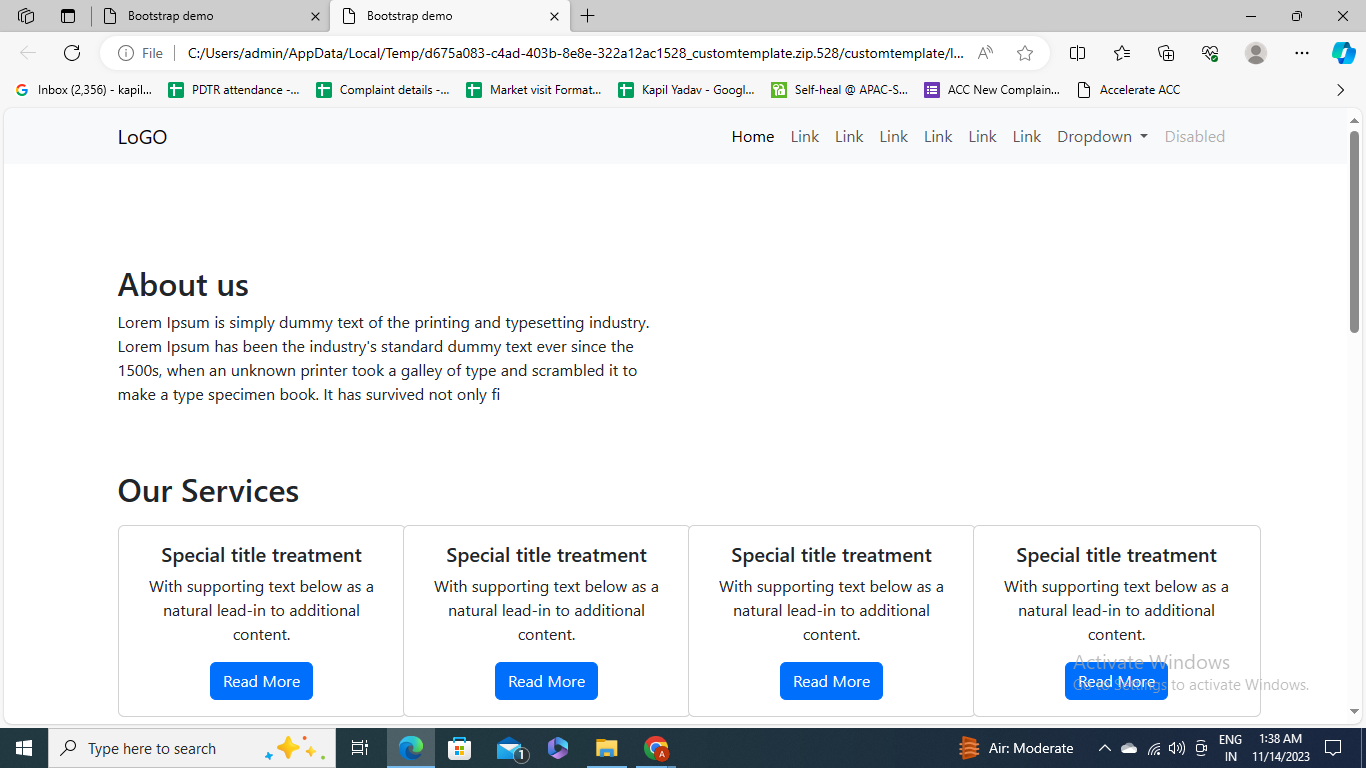 Bootstrap demo
Bootstrap demo
File
C:/Users/admin/AppData/Local/Temp/d675a083-c4ad-403b-8e8e-322a12ac1528_customtemplate.zip.528/customtemplate/I...
Inbox (2,356) - kapil...
PDTR attendance -...
Complaint details -...
Market visit Format...
Kapil Yadav - Googl...
Self-heal @ APAC-S...
ACC New Complain...
Accelerate ACC
LoGO
Home Link Link Link Link Link Link Dropdown Disabled
About us
Lorem Ipsum is simply dummy text of the printing and typesetting industry.
Lorem Ipsum has been the industry's standard dummy text ever since the
1500s, when an unknown printer took a galley of type and scrambled it to
make a type specimen book. It has survived not only fi
Our Services
Special title treatment
With supporting text below as a
natural lead-in to additional
content.
Read More
Special title treatment
With supporting text below as a
natural lead-in to additional
content.
Read More
Special title treatment
With supporting text below as a
natural lead-in to additional
content.
Read More
Special title treatment
With supporting text below as a
natural lead-in to additional
content.
Read More
Activate Windows
Go to Settings to activate Windows.
Type here to search
1
A
Air: Moderate
ENG
IN
1:38 AM
11/14/2023